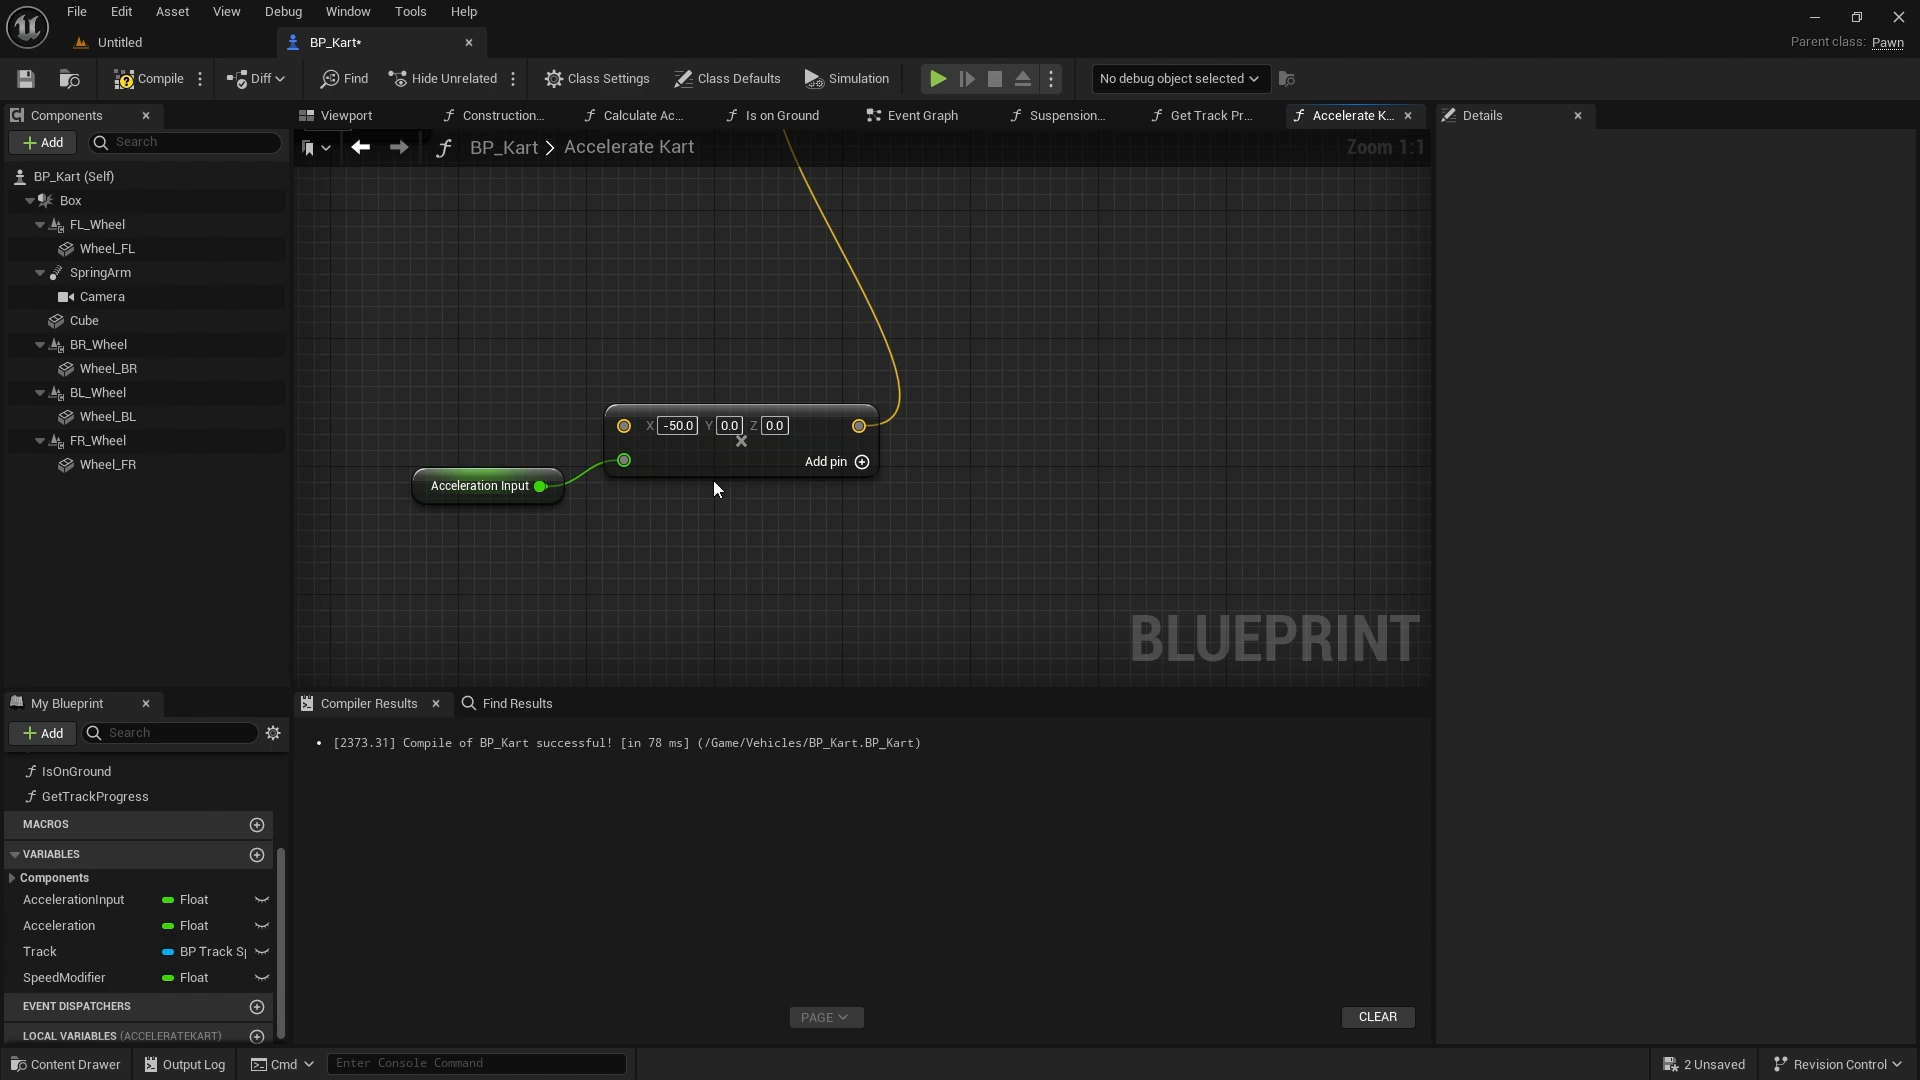 File Edit Asset View Debug Window Tools Help
Untitled
BP_Kart*
Parent class: Pawn
Compile
Diff
Find
Hide Unrelated
Class Settings
Class Defaults
Simulation
No debug object selected
Components
Add
Search
BP_Kart (Self)
Box
FL_Wheel
Wheel_FL
SpringArm
Camera
Cube
BR_Wheel
Wheel_BR
BL_Wheel
Wheel_BL
FR_Wheel
Wheel_FR
Viewport
Construction...
Calculate Ac...
Is on Ground
Event Graph
Suspension...
Get Track Pr...
Accelerate K...
Details
BP_Kart > Accelerate Kart
Zoom 1:1
X -50.0 Y 0.0 Z 0.0
Add pin
Acceleration Input
BLUEPRINT
My Blueprint
Add
Search
IsOnGround
GetTrackProgress
MACROS
VARIABLES
Components
AccelerationInput Float
Acceleration Float
Track BP Track S
SpeedModifier Float
EVENT DISPATCHERS
LOCAL VARIABLES (ACCELERATEKART)
Compiler Results
Find Results
[2373.31] Compile of BP_Kart successful! [in 78 ms] (/Game/Vehicles/BP_Kart.BP_Kart)
PAGE
CLEAR
Content Drawer
Output Log
Cmd
Enter Console Command
2 Unsaved
Revision Control